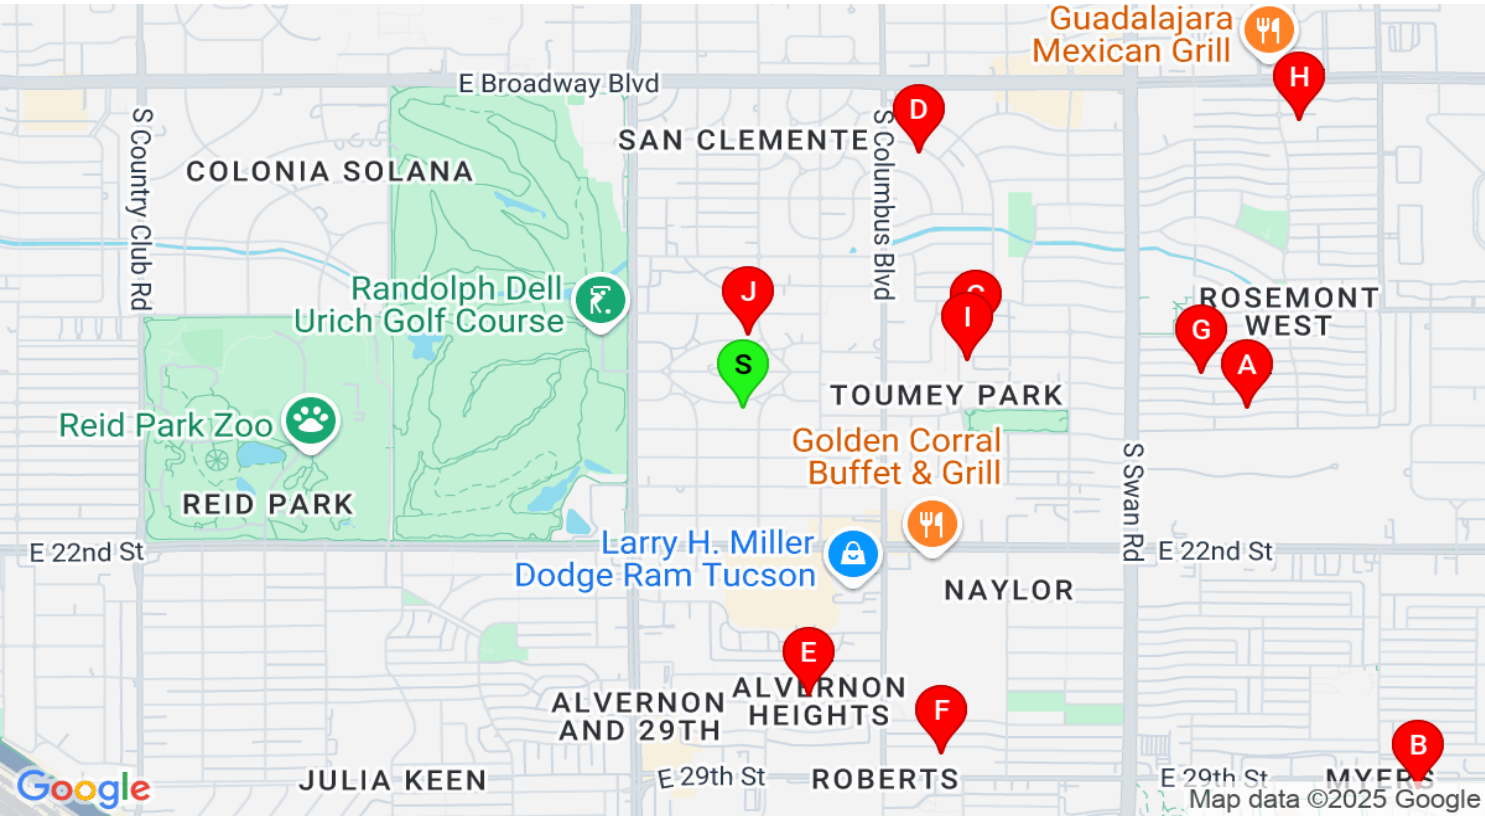 Guadalajara
Mexican Grill
H
E Broadway Blvd
D
S Country Club Rd
SAN CLEMENTE
S Columbus Blvd
COLONIA SOLANA
Randolph Dell
Urich Golf Course
J
I
ROSEMONT
WEST
G
A
S
TOUMEY PARK
Reid Park Zoo
Golden Corral
Buffet & Grill
S Swan Rd
REID PARK
E 22nd St
Larry H. Miller
Dodge Ram Tucson
E 22nd St
NAYLOR
E
ALVERNON
HEIGHTS
ALVERNON
AND 29TH
F
B
JULIA KEEN
E 29th St
ROBERTS
E 29th St
MYERS
Google
Map data ©2025 Google